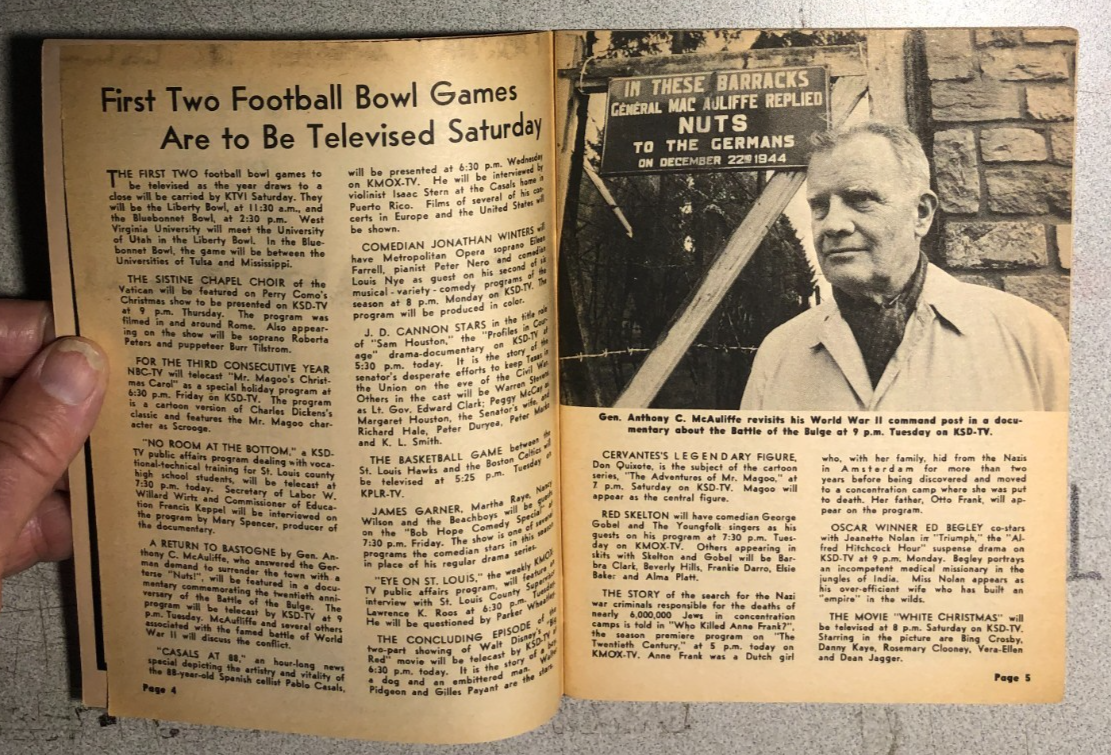 First Two Football Bowl Games
Are to Be Televised Saturday
THE FIRST TWO football bowl games to
be televised as the year draws to a
close will be carried by KTVI Saturday. They
will be the Liberty Bowl, at 11:30 a.m., and
the Bluebonnet Bowl, at 2:30 p.m. West
Virginia University will meet the University
of Utah in the Liberty Bowl. In the Blue-
bonnet Bowl, the game will be between the
Universities of Tulsa and Mississippi.
THE SISTINE CHAPEL CHOIR of the
Vatican will be featured on Perry Como's
Christmas show to be presented on KSD-TV
at 9 p.m. Thursday. The program was
filmed in and around Rome. Also appear-
ing on the show will be soprano Roberta
Peters and puppeteer Burr Tilstrom.
FOR THE THIRD CONSECUTIVE YEAR
NBC-TV will telecast "Mr. Magoo's Christ-
mas Carol" as a special holiday program at
6:30 p.m. Friday on KSD-TV. The program
is a cartoon version of Charles Dickens's
classic and features the Mr. Magoo char-
acter as Scrooge.
"NO ROOM AT THE BOTTOM," a KSD-
TV public affairs program dealing with voca-
tional-technical training for St. Louis county
high school students, will be telecast at
7:30 p.m. today. Secretary of Labor W.
Willard Wirtz and Commissioner of Educa-
tion Francis Keppel will be interviewed on
the program by Mary Spencer, producer of
the documentary.
A RETURN TO BASTOGNE by Gen. An-
thony C. McAuliffe, who answered the Ger-
man demand to surrender the town with a
terse "Nuts!", will be featured in a docu-
mentary commemorating the twentieth anni-
versary of the Battle of the Bulge. The
program will be telecast by KSD-TV at 9
p.m. Tuesday. McAuliffe and several others
associated with the famed battle of World
War II will discuss the conflict.
"CASALS AT 88," an hour-long news
special depicting the artistry and vitality of
the 88-year-old Spanish cellist Pablo Casals,
Page 4
will be presented at 6:30 p.m. Wednesday
on KMOX-TV. He will be interviewed by
violinist Isaac Stern at the Casals home in
Puerto Rico. Films of several of his con-
certs in Europe and the United States will
be shown.
COMEDIAN JONATHAN WINTERS will
have Metropolitan Opera soprano Eileen
Farrell, pianist Peter Nero and comedian
Louis Nye as guest on his second of six
musical-variety-comedy programs of the
season at 8 p.m. Monday on KSD-TV. The
program will be produced in color.
J. D. CANNON STARS in the title role
of "Sam Houston," the "Profiles in Cour-
age" drama-documentary on KSD-TV at
5:30 p.m. today. It is the story of the
senator's desperate efforts to keep Texas in
the Union on the eve of the Civil War.
Others in the cast will be Warren Stevens
as Lt. Gov. Edward Clark; Peggy McCay as
Margaret Houston, the Senator's wife, and
Richard Hale, Peter Duryea, Peter Marko
and K. L. Smith.
THE BASKETBALL GAME between the
St. Louis Hawks and the Boston Celtics will
be televised at 5:25 p.m. Tuesday on
KPLR-TV.
JAMES GARNER, Martha Raye, Nancy
Wilson and the Beachboys will be guests
on the "Bob Hope Comedy Special" at
7:30 p.m. Friday. The show is one of several
programs the comedian stars in this season
in place of his regular drama series.
"EYE ON ST. LOUIS," the weekly KMOX-
TV public affairs program, will feature an
interview with St. Louis County Supervisor
Lawrence K. Roos at 6:30 p.m. Tuesday.
He will be questioned by Parker Wheatley.
THE CONCLUDING EPISODE of the
two-part showing of Walt Disney's "Big
Red" movie will be telecast by KSD-TV at
6:30 p.m. today. It is the story of a boy,
a dog and an embittered man. Walter
Pidgeon and Gilles Payant are the stars.
IN THESE BARRACKS
GENERAL MAC AULIFFE REPLIED
NUTS
TO THE GERMANS
ON DECEMBER 22ND 1944
Gen. Anthony C. McAuliffe revisits his World War II command post in a docu-
mentary about the Battle of the Bulge at 9 p.m. Tuesday on KSD-TV.
CERVANTES'S LEGENDARY FIGURE,
Don Quixote, is the subject of the cartoon
series, "The Adventures of Mr. Magoo," at
7 p.m. Saturday on KSD-TV. Magoo will
appear as the central figure.
RED SKELTON will have comedian George
Gobel and The Youngfolk singers as his
guests on his program at 7:30 p.m. Tues-
day on KMOX-TV. Others appearing in
skits with Skelton and Gobel will be Bar-
bra Clark, Beverly Hills, Frankie Darro, Elsie
Baker and Alma Platt.
THE STORY of the search for the Nazi
war criminals responsible for the deaths of
nearly 6,000,000 Jews in concentration
camps is told in "Who Killed Anne Frank?",
the season premiere program on "The
Twentieth Century," at 5 p.m. today on
KMOX-TV. Anne Frank was a Dutch girl
who, with her family, hid from the Nazis
in Amsterdam for more than two
years before being discovered and moved
to a concentration camp where she was put
to death. Her father, Otto Frank, will ap-
pear on the program.
OSCAR WINNER ED BEGLEY co-stars
with Jeanette Nolan in "Triumph," the "Al-
fred Hitchcock Hour" suspense drama on
KSD-TV at 9 p.m. Monday. Begley portrays
an incompetent medical missionary in the
jungles of India. Miss Nolan appears as
his over-efficient wife who has built an
"empire" in the wilds.
THE MOVIE "WHITE CHRISTMAS" will
be televised at 8 p.m. Saturday on KSD-TV.
Starring in the picture are Bing Crosby,
Danny Kaye, Rosemary Clooney, Vera-Ellen
and Dean Jagger.
Page 5